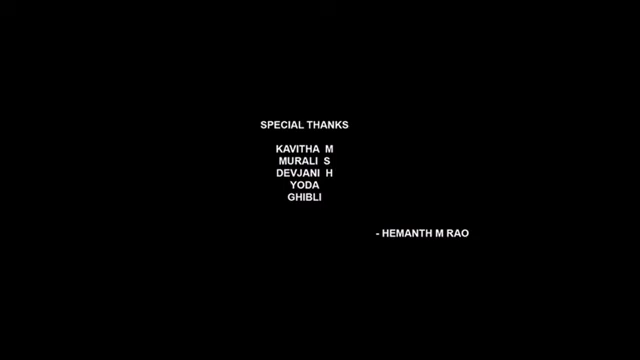 SPECIAL THANKS
KAVITHA M
MURALI S
DEVJANI H
YODA
GHIBLI
- HEMANTH M RAO